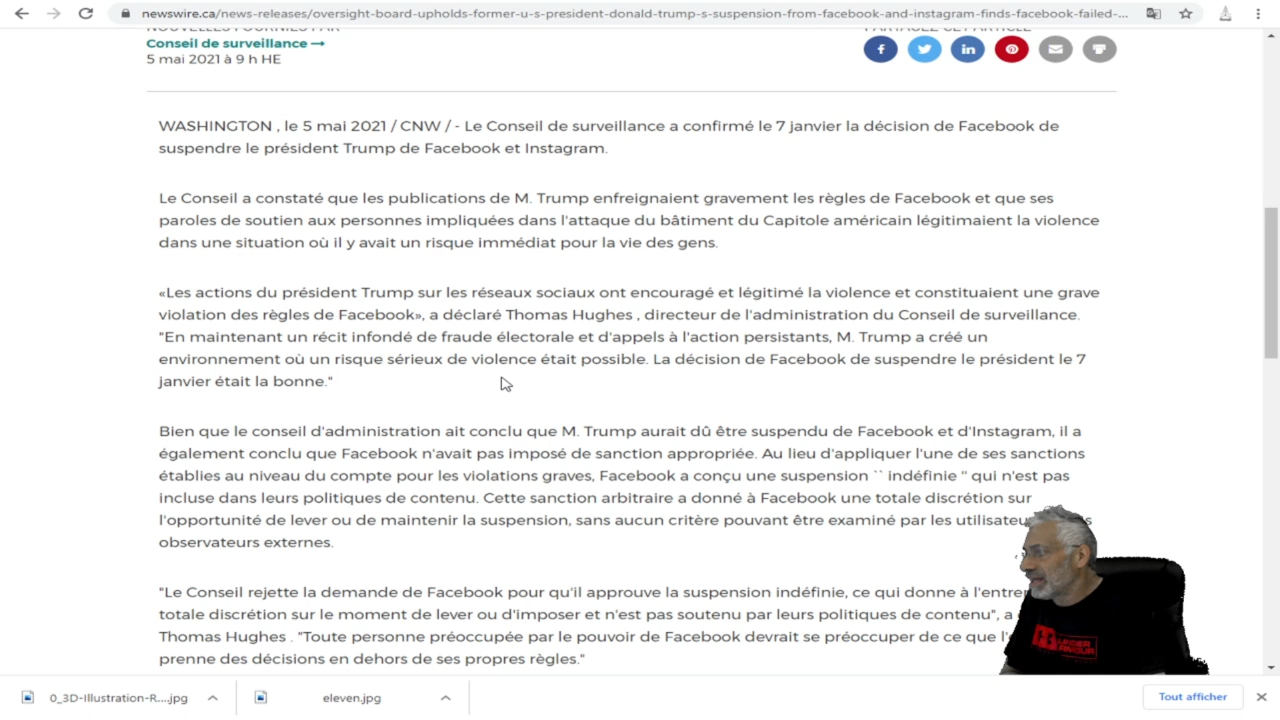 newswire.ca/news-releases/oversight-board-upholds-former-u-s-president-donald-trump-s-suspension-from-facebook-and-instagram-finds-facebook-failed-...
NOUVELLES FOURNIES PAR
PARTAGEZ CET ARTICLE
Conseil de surveillance →
5 mai 2021 à 9 h HE
WASHINGTON , le 5 mai 2021 / CNW / - Le Conseil de surveillance a confirmé le 7 janvier la décision de Facebook de
suspendre le président Trump de Facebook et Instagram.
Le Conseil a constaté que les publications de M. Trump enfreignaient gravement les règles de Facebook et que ses
paroles de soutien aux personnes impliquées dans l'attaque du bâtiment du Capitole américain légitimaient la violence
dans une situation où il y avait un risque immédiat pour la vie des gens.
«Les actions du président Trump sur les réseaux sociaux ont encouragé et légitimé la violence et constituaient une grave
violation des règles de Facebook», a déclaré Thomas Hughes , directeur de l'administration du Conseil de surveillance.
"En maintenant un récit infondé de fraude électorale et d'appels à l'action persistants, M. Trump a créé un
environnement où un risque sérieux de violence était possible. La décision de Facebook de suspendre le président le 7
janvier était la bonne."
Bien que le conseil d'administration ait conclu que M. Trump aurait dû être suspendu de Facebook et d'Instagram, il a
également conclu que Facebook n'avait pas imposé de sanction appropriée. Au lieu d'appliquer l'une de ses sanctions
établies au niveau du compte pour les violations graves, Facebook a conçu une suspension `` indéfinie '' qui n'est pas
incluse dans leurs politiques de contenu. Cette sanction arbitraire a donné à Facebook une totale discrétion sur
l'opportunité de lever ou de maintenir la suspension, sans aucun critère pouvant être examiné par les
observateurs externes.
"Le Conseil rejette la demande de Facebook pour qu'il approuve la suspension indéfinie, ce qui donne à
totale discrétion sur le moment de lever ou d'imposer et n'est pas soutenu par leurs politiques de contenu", a
Thomas Hughes . "Toute personne préoccupée par le pouvoir de Facebook devrait se préoccuper de ce que
prenne des décisions en dehors de ses propres règles."
UNDER ARMOUR
0_3D-Illustration-R....jpg
eleven.jpg
Tout afficher